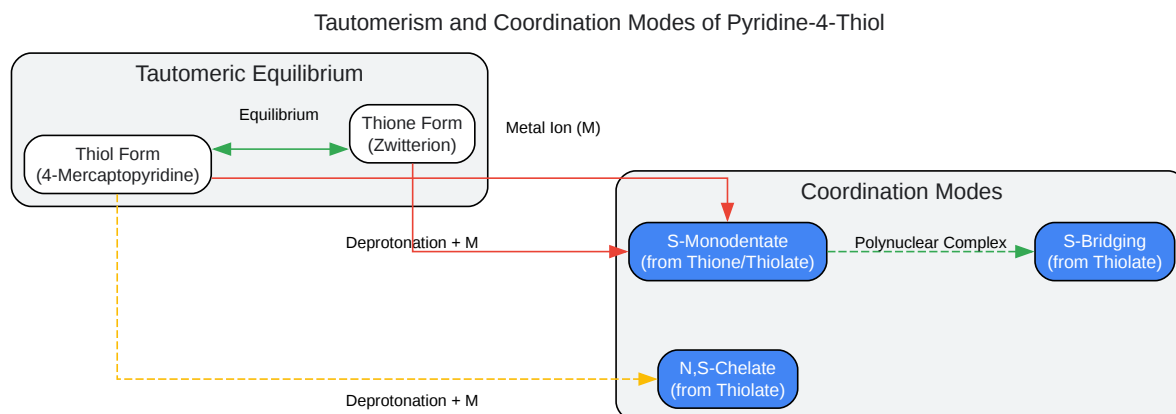 Tautomerism and Coordination Modes of Pyridine-4-Thiol
Tautomeric Equilibrium
Equilibrium
Thione Form
(Zwitterion)
Metal Ion (M)
Thiol Form
(4-Mercaptopyridine)
Coordination Modes
Deprotonation + M
S-Monodentate
(from Thione/Thiolate)
Polynuclear Complex
S-Bridging
(from Thiolate)
N,S-Chelate
(from Thiolate)
Deprotonation + M